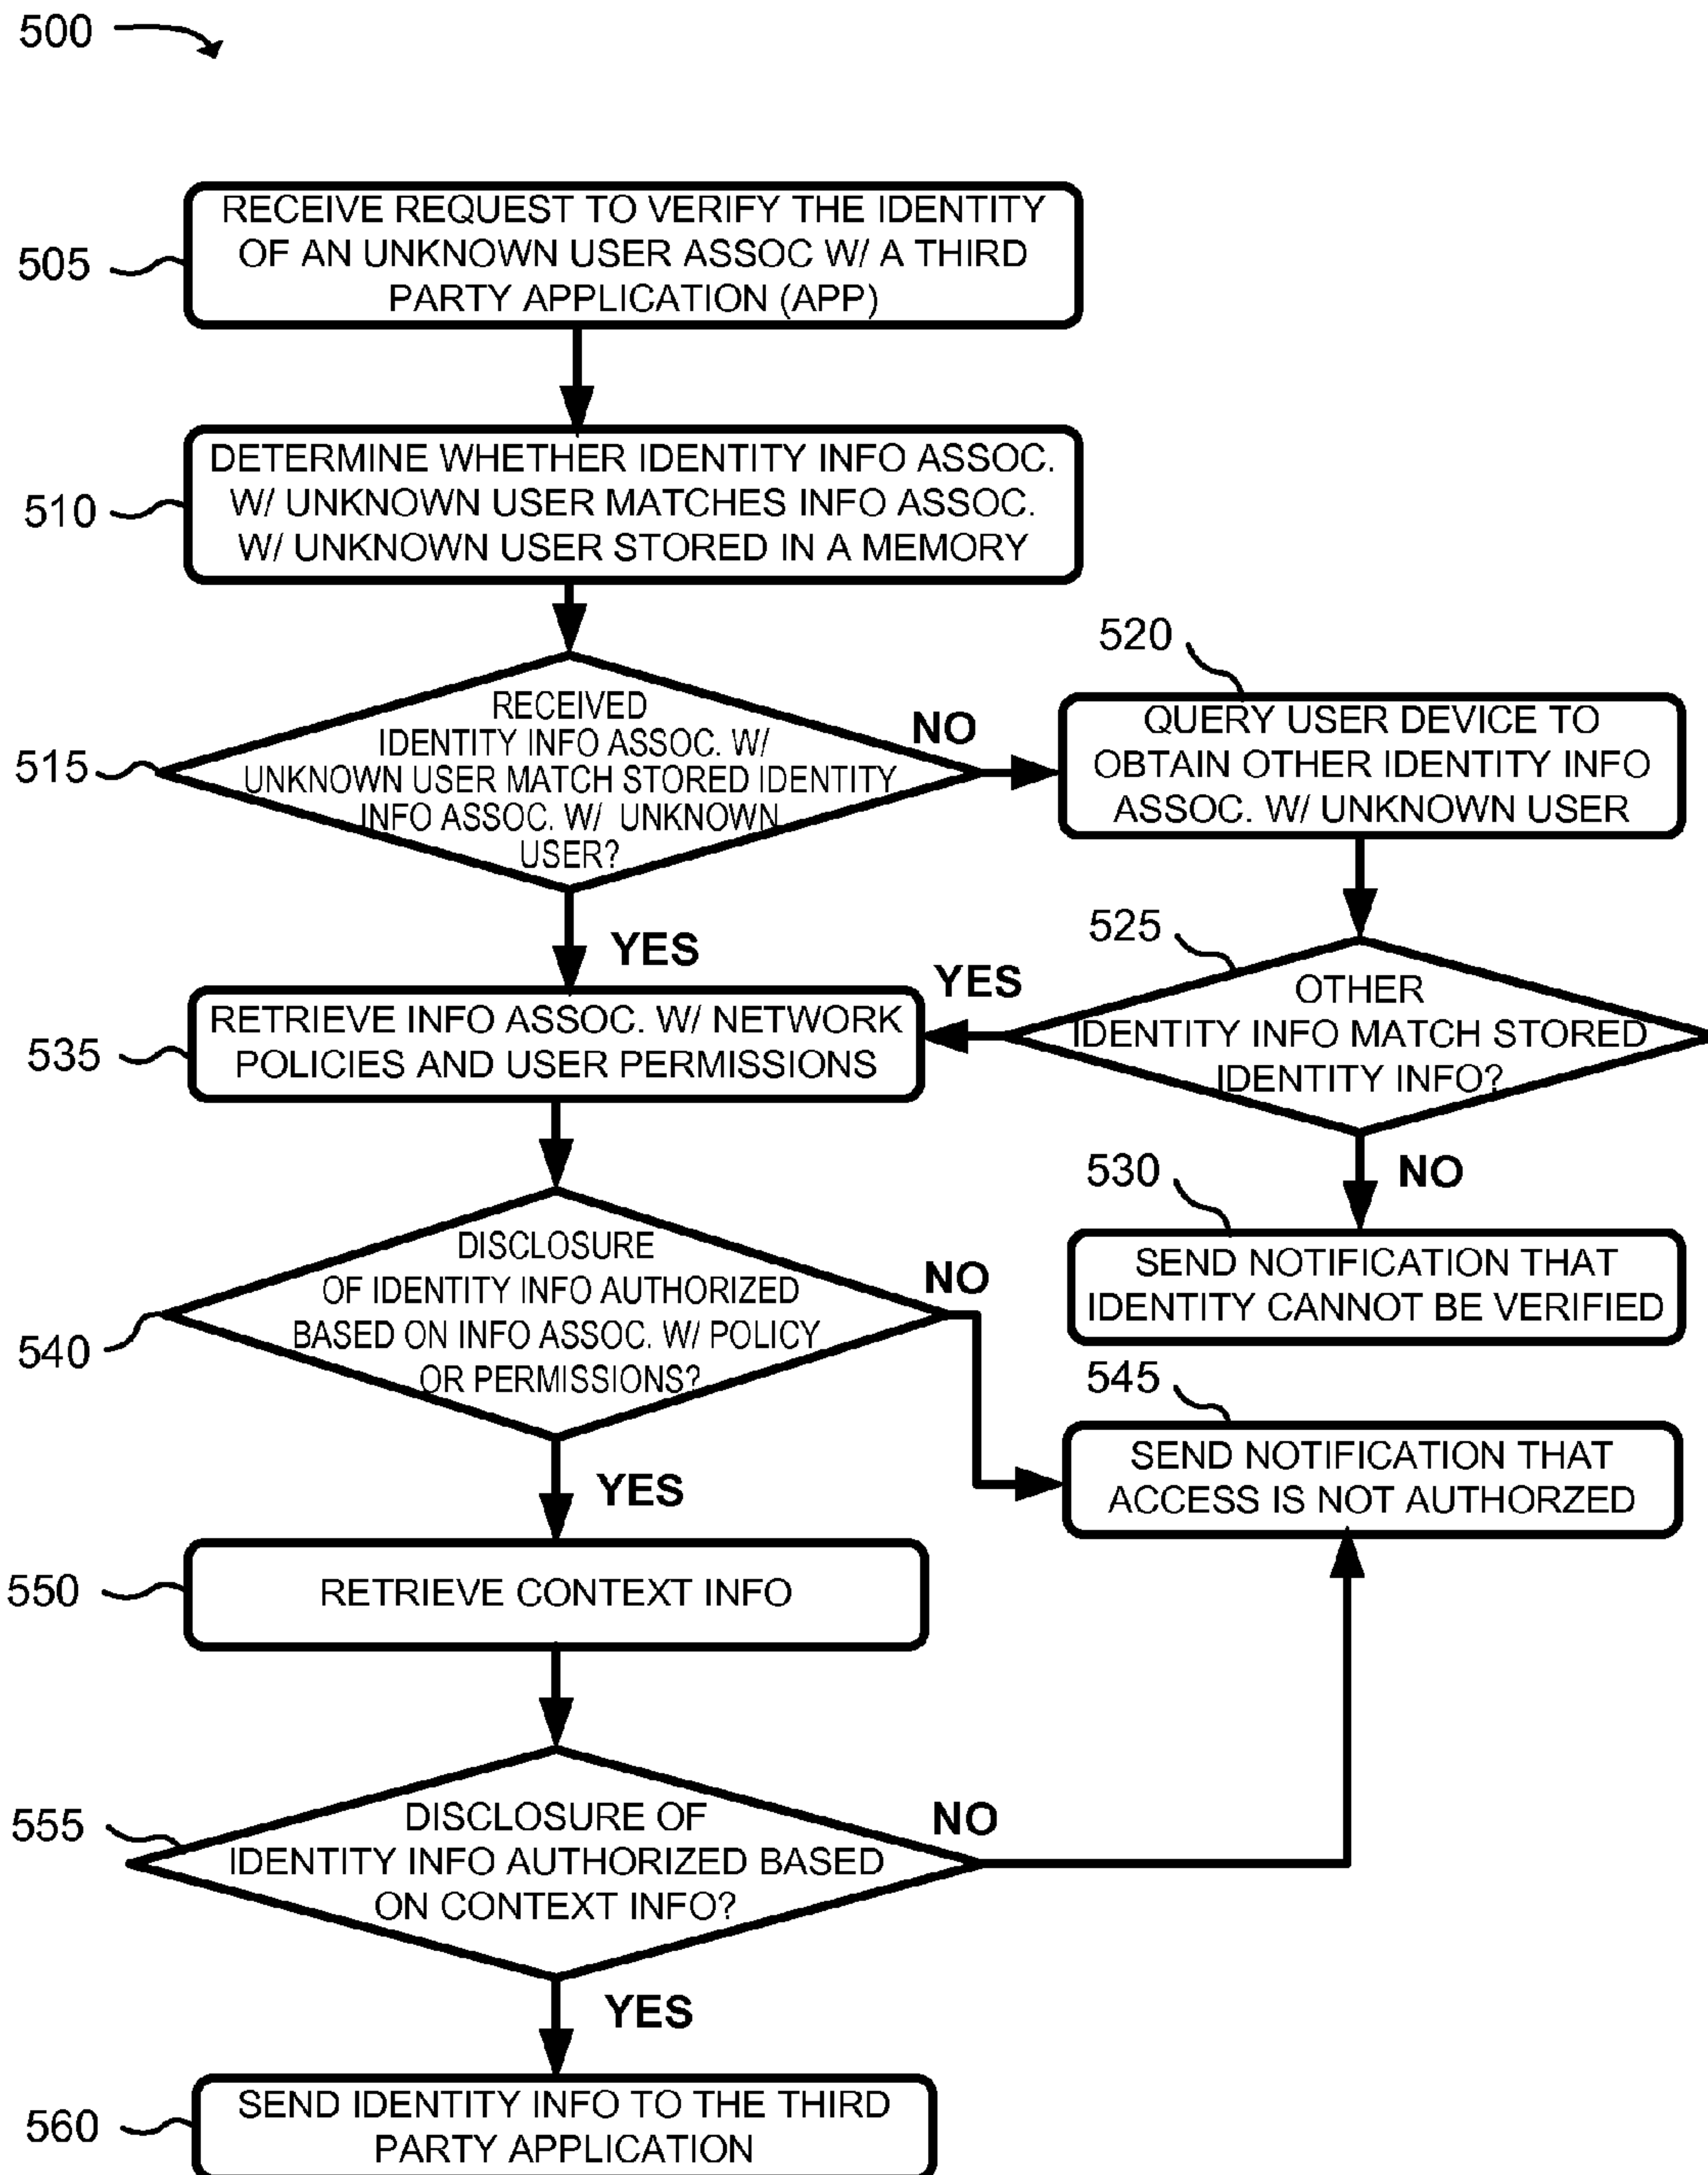 500
505
RECEIVE REQUEST TO VERIFY THE IDENTITY
OF AN UNKNOWN USER ASSOC W/ A THIRD
PARTY APPLICATION (APP)
510
DETERMINE WHETHER IDENTITY INFO ASSOC.
W/ UNKNOWN USER MATCHES INFO ASSOC.
W/ UNKNOWN USER STORED IN A MEMORY
515
RECEIVED
IDENTITY INFO ASSOC. W/
UNKNOWN USER MATCH STORED IDENTITY
INFO ASSOC. W/ UNKNOWN
USER?
NO
520
QUERY USER DEVICE TO
OBTAIN OTHER IDENTITY INFO
ASSOC. W/ UNKNOWN USER
YES
525
OTHER
IDENTITY INFO MATCH STORED
IDENTITY INFO?
YES
NO
530
SEND NOTIFICATION THAT
IDENTITY CANNOT BE VERIFIED
535
RETRIEVE INFO ASSOC. W/ NETWORK
POLICIES AND USER PERMISSIONS
540
DISCLOSURE
OF IDENTITY INFO AUTHORIZED
BASED ON INFO ASSOC. W/ POLICY
OR PERMISSIONS?
NO
545
SEND NOTIFICATION THAT
ACCESS IS NOT AUTHORZED
YES
550
RETRIEVE CONTEXT INFO
555
DISCLOSURE OF
IDENTITY INFO AUTHORIZED BASED
ON CONTEXT INFO?
NO
YES
560
SEND IDENTITY INFO TO THE THIRD
PARTY APPLICATION